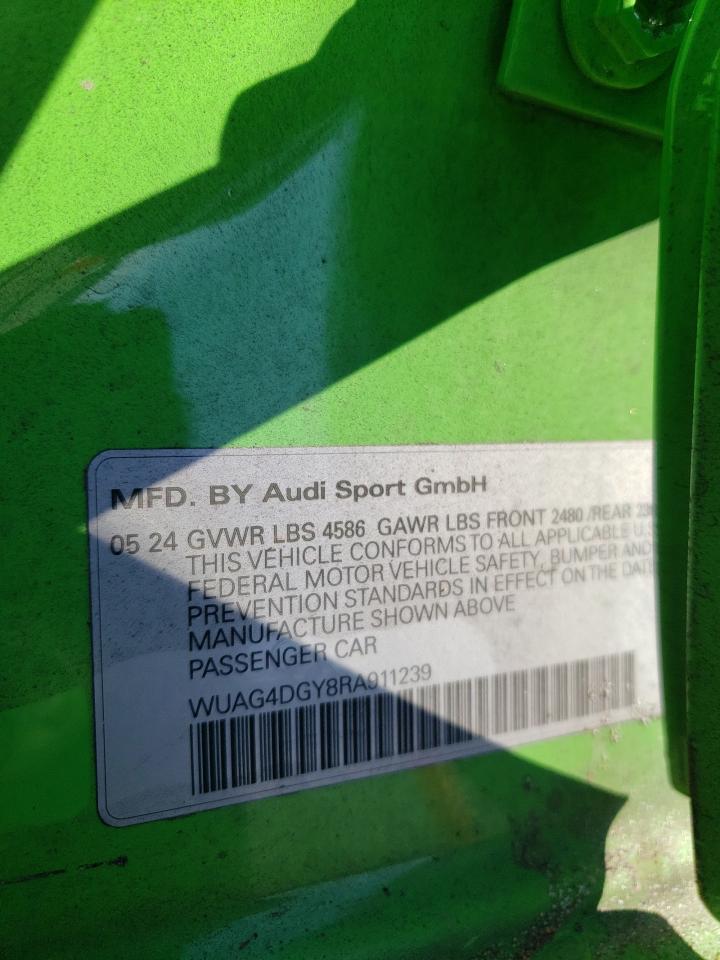 MFD. BY Audi Sport GmbH
05 24 GVWR LBS 4586 GAWR LBS FRONT 2480 /REAR
THIS VEHICLE CONFORMS TO ALL APPLICABLE U.S
FEDERAL MOTOR VEHICLE SAFETY, BUMPER AND
PREVENTION STANDARDS IN EFFECT ON THE DATE
MANUFACTURE SHOWN ABOVE
PASSENGER CAR
WUAG4DGY8RA911239